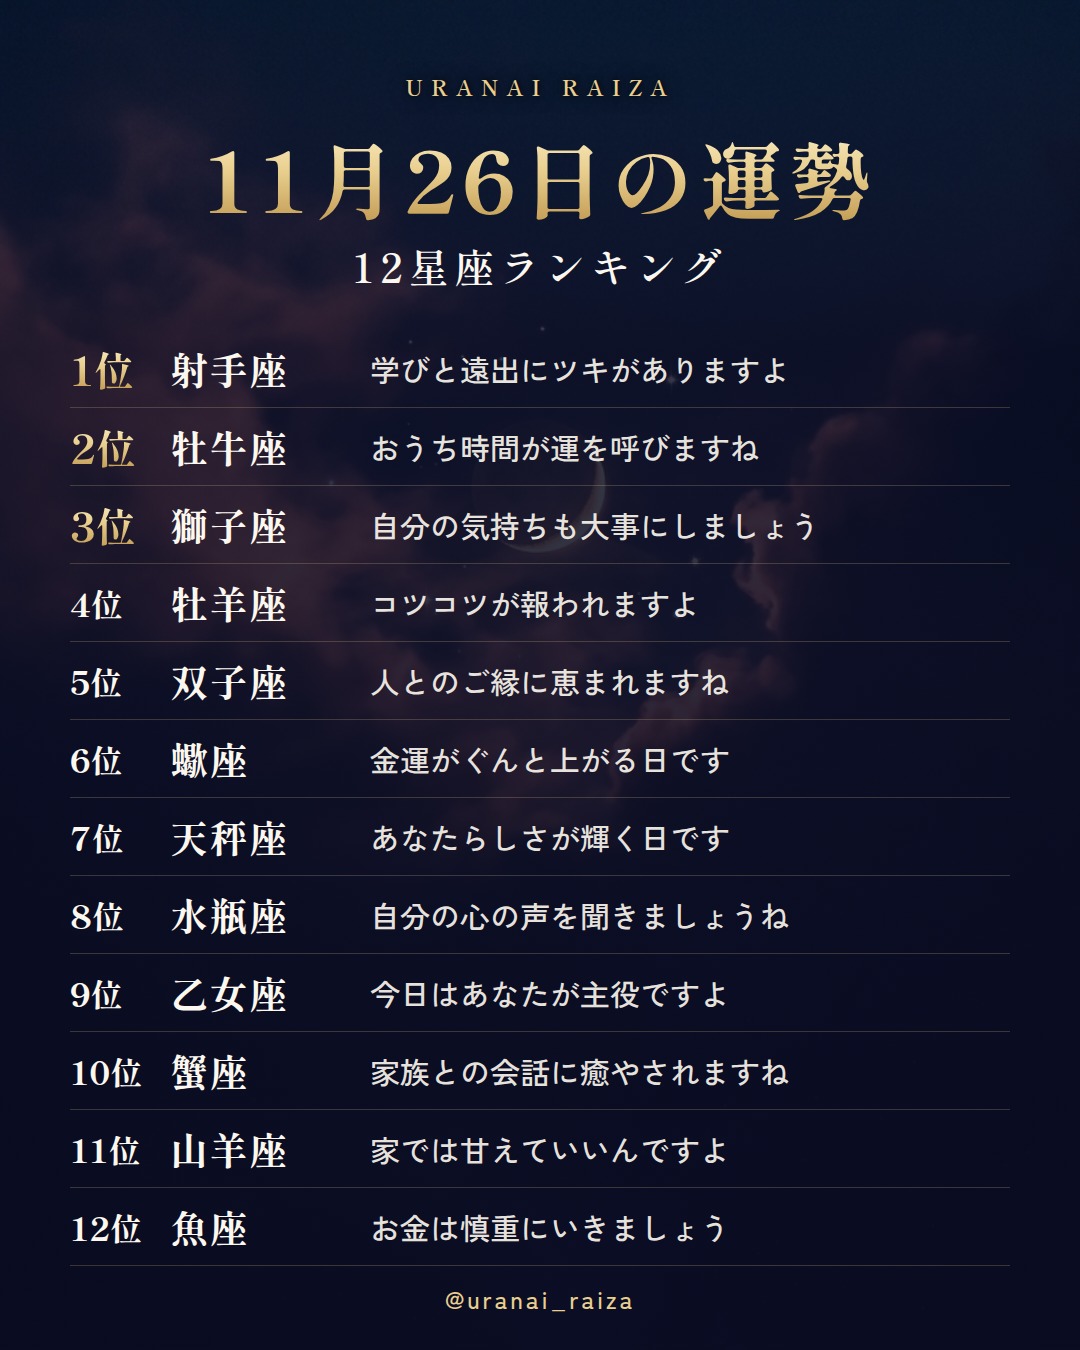 URANAI RAIZA
11月26日の運勢
12星座ランキング
1位 射手座 学びと遠出にツキがありますよ
2位 牡牛座 おうち時間が運を呼びますね
3位 獅子座 自分の気持ちも大事にしましょう
4位 牡羊座 コツコツが報われますよ
5位 双子座 人とのご縁に恵まれますね
6位 蠍座 金運がぐんと上がる日です
7位 天秤座 あなたらしさが輝く日です
8位 水瓶座 自分の心の声を聞きましょうね
9位 乙女座 今日はあなたが主役ですよ
10位 蟹座 家族との会話に癒やされますね
11位 山羊座 家では甘えていいんですよ
12位 魚座 お金は慎重にいきましょう
@uranai_raiza